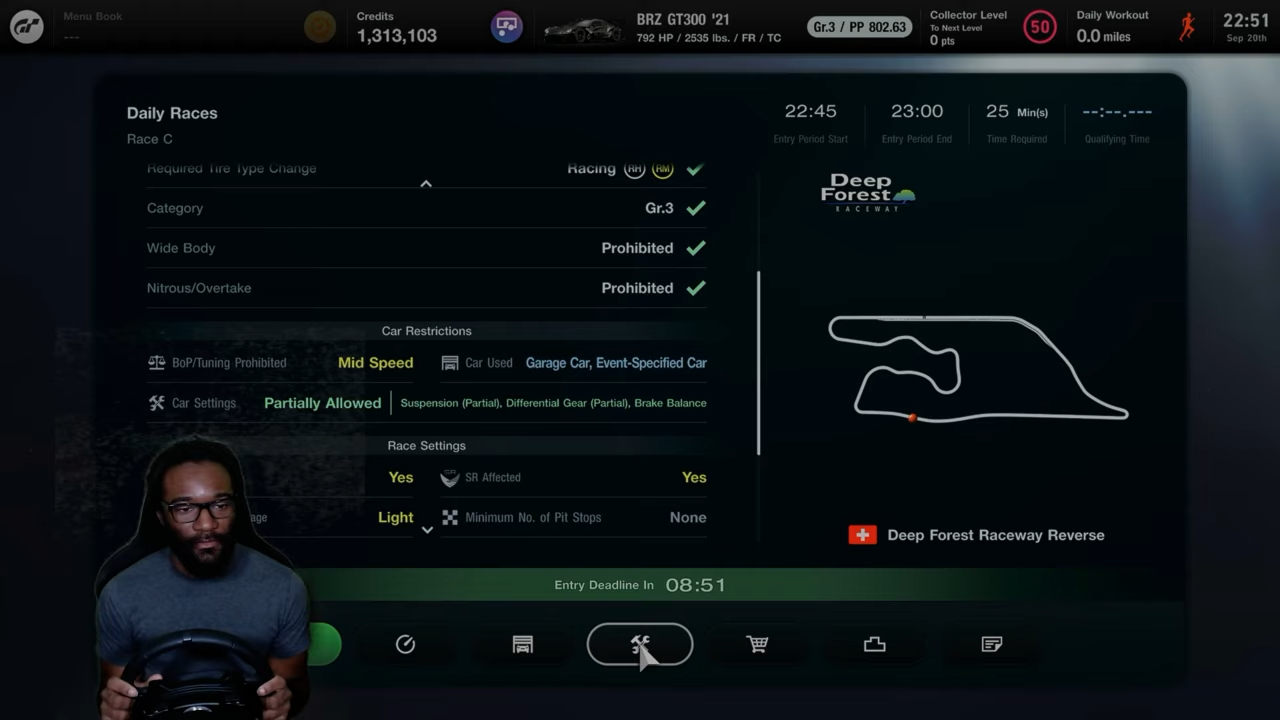 Menu Book
---
Credits
1,313,103
BRZ GT300 '21
792 HP / 2535 lbs. / FR / TC
Gr.3 / PP 802.63
Collector Level
To Next Level
0 pts
50
Daily Workout
0.0 miles
22:51
Sep 20th
Daily Races
Race C
22:45
Entry Period Start
23:00
Entry Period End
25 Min(s)
Time Required
--:--.---
Qualifying Time
Required Tire Type Change Racing RH RM
Category Gr.3
Wide Body Prohibited
Nitrous/Overtake Prohibited
Car Restrictions
BoP/Tuning Prohibited Mid Speed
Car Used Garage Car, Event-Specified Car
Car Settings Partially Allowed Suspension (Partial), Differential Gear (Partial), Brake Balance
Race Settings
Yes
SR Affected Yes
age Light
Minimum No. of Pit Stops None
Deep
Forest
RACEWAY
Deep Forest Raceway Reverse
Entry Deadline In 08:51